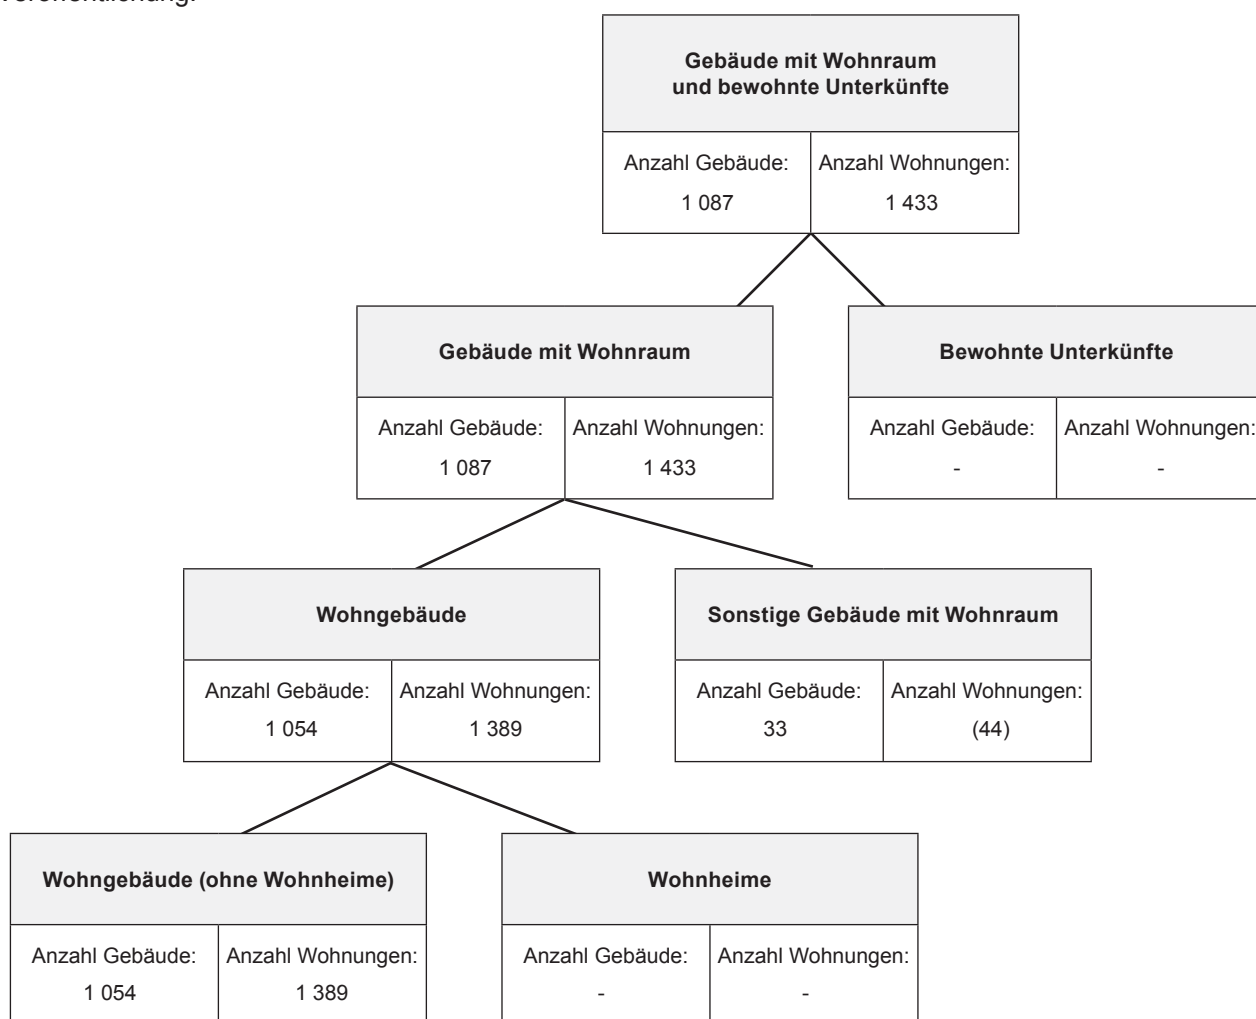 Veröffentlichung.
Gebäude mit Wohnraum
und bewohnte Unterkünfte
Anzahl Gebäude: Anzahl Wohnungen:
1 087 1 433
Gebäude mit Wohnraum Bewohnte Unterkünfte
Anzahl Gebäude: Anzahl Wohnungen: Anzahl Gebäude: Anzahl Wohnungen:
1 087 1 433 - -
Wohngebäude Sonstige Gebäude mit Wohnraum
Anzahl Gebäude: Anzahl Wohnungen: Anzahl Gebäude: Anzahl Wohnungen:
1 054 1 389 33 (44)
Wohngebäude (ohne Wohnheime) Wohnheime
Anzahl Gebäude: Anzahl Wohnungen: Anzahl Gebäude: Anzahl Wohnungen:
1 054 1 389 - -